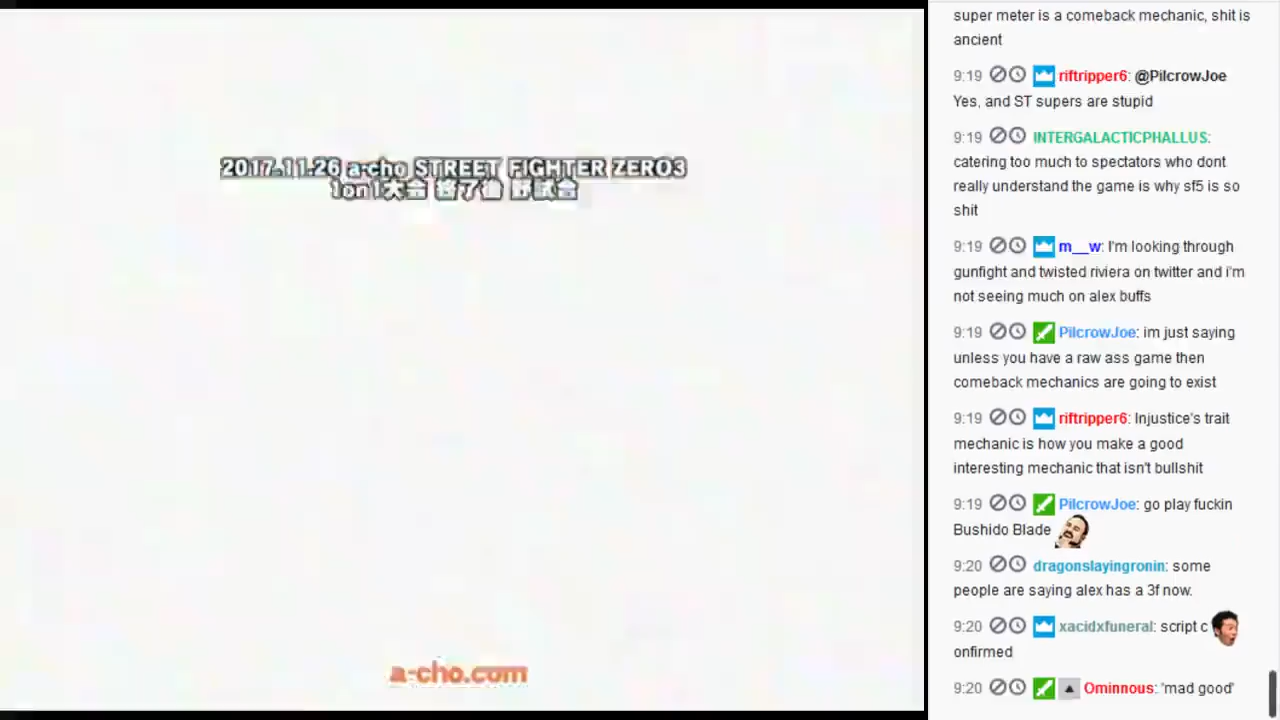 2017.11.26 a-cho STREET FIGHTER ZERO3
1on1大会 終了後 野試合
a-cho.com
super meter is a comeback mechanic, shit is
ancient
9:19 riftripper6: @PilcrowJoe
Yes, and ST supers are stupid
9:19 INTERGALACTICPHALLUS:
catering too much to spectators who dont
really understand the game is why sf5 is so
shit
9:19 m__w: I'm looking through
gunfight and twisted riviera on twitter and i'm
not seeing much on alex buffs
9:19 PilcrowJoe: im just saying
unless you have a raw ass game then
comeback mechanics are going to exist
9:19 riftripper6: Injustice's trait
mechanic is how you make a good
interesting mechanic that isn't bullshit
9:19 PilcrowJoe: go play fuckin
Bushido Blade
9:20 dragonslayingronin: some
people are saying alex has a 3f now.
9:20 xacidxfuneral: script c
onfirmed
9:20 Ominnous: 'mad good'